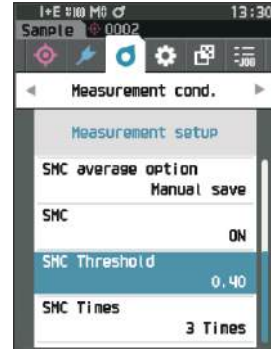 I+E M0 13:30
Sample 0002
Measurement cond.
Measurement setup
SMC average option
Manual save
SMC
ON
SMC Threshold
0.40
SMC Times
3 Times